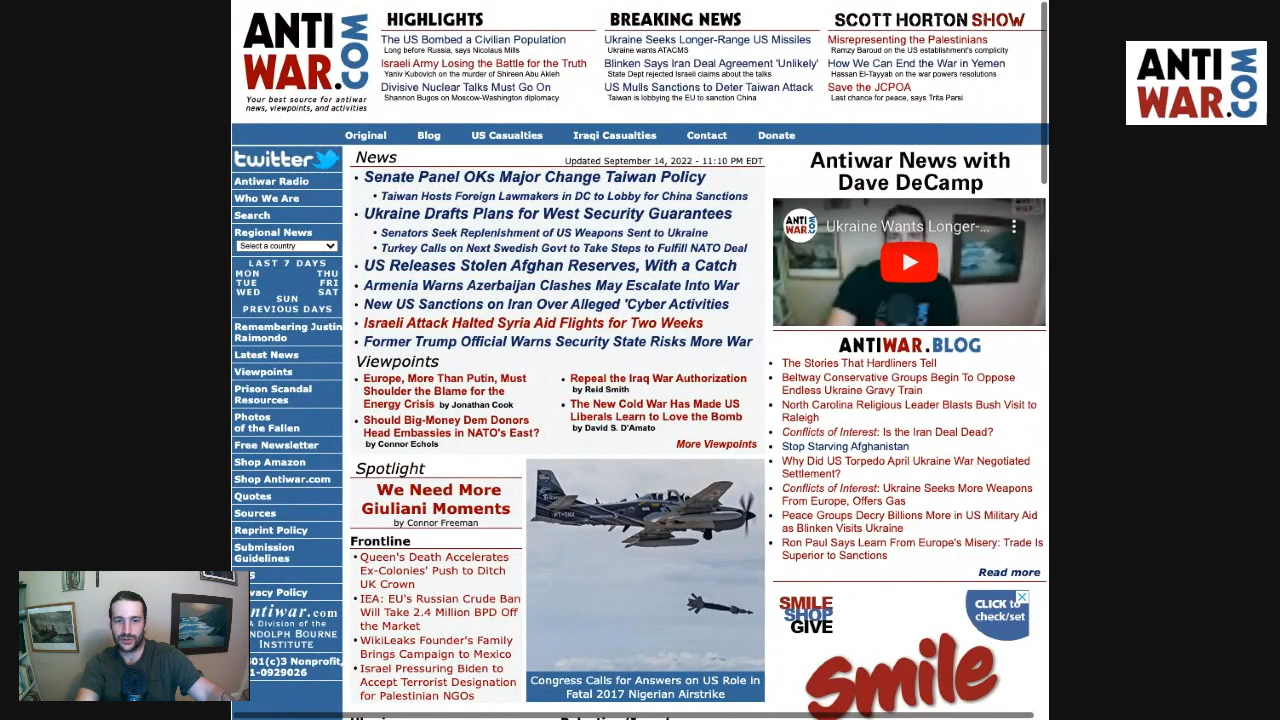 ANTI
WAR.COM
Your best source for antiwar
news, viewpoints, and activities
HIGHLIGHTS
The US Bombed a Civilian Population
Long before Russia, says Nicolaus Mills
Israeli Army Losing the Battle for the Truth
Yaniv Kubovich on the murder of Shireen Abu Akleh
Divisive Nuclear Talks Must Go On
Shannon Bugos on Moscow-Washington diplomacy
BREAKING NEWS
Ukraine Seeks Longer-Range US Missiles
Ukraine wants ATACMS
Blinken Says Iran Deal Agreement 'Unlikely'
State Dept rejected Israeli claims about the talks
US Mulls Sanctions to Deter Taiwan Attack
Taiwan is lobbying the EU to sanction China
SCOTT HORTON SHOW
Misrepresenting the Palestinians
Ramzy Baroud on the US establishment's complicity
How We Can End the War in Yemen
Hassan El-Tayyab on the war powers resolutions
Save the JCPOA
Last chance for peace, says Trita Parsi
ANTI
WAR.COM
Original Blog US Casualties Iraqi Casualties Contact Donate
twitter
Antiwar Radio
Who We Are
Search
Regional News
Select a country
LAST 7 DAYS
MON THU
TUE FRI
WED SAT
SUN
PREVIOUS DAYS
Remembering Justin
Raimondo
Latest News
Viewpoints
Prison Scandal
Resources
Photos
of the Fallen
Free Newsletter
Shop Amazon
Shop Antiwar.com
Quotes
Sources
Reprint Policy
Submission
Guidelines
S
vacy Policy
ntiwar.com
A Division of the
NDOLPH BOURNE
INSTITUTE
501(c)3 Nonprofit,
1-0929026
News
Updated September 14, 2022 - 11:10 PM EDT
• Senate Panel OKs Major Change Taiwan Policy
• Taiwan Hosts Foreign Lawmakers in DC to Lobby for China Sanctions
• Ukraine Drafts Plans for West Security Guarantees
• Senators Seek Replenishment of US Weapons Sent to Ukraine
• Turkey Calls on Next Swedish Govt to Take Steps to Fulfill NATO Deal
• US Releases Stolen Afghan Reserves, With a Catch
• Armenia Warns Azerbaijan Clashes May Escalate Into War
• New US Sanctions on Iran Over Alleged 'Cyber Activities
• Israeli Attack Halted Syria Aid Flights for Two Weeks
• Former Trump Official Warns Security State Risks More War
Viewpoints
• Europe, More Than Putin, Must
Shoulder the Blame for the
Energy Crisis by Jonathan Cook
• Should Big-Money Dem Donors
Head Embassies in NATO's East?
by Connor Echols
• Repeal the Iraq War Authorization
by Reid Smith
• The New Cold War Has Made US
Liberals Learn to Love the Bomb
by David S. D'Amato
More Viewpoints
Spotlight
We Need More
Giuliani Moments
by Connor Freeman
Frontline
• Queen's Death Accelerates
Ex-Colonies' Push to Ditch
UK Crown
• IEA: EU's Russian Crude Ban
Will Take 2.4 Million BPD Off
the Market
• WikiLeaks Founder's Family
Brings Campaign to Mexico
• Israel Pressuring Biden to
Accept Terrorist Designation
for Palestinian NGOs
Congress Calls for Answers on US Role in
Fatal 2017 Nigerian Airstrike
Antiwar News with
Dave DeCamp
ANTI
WAR.COM
Ukraine Wants Longer-...
ANTIWAR.BLOG
• The Stories That Hardliners Tell
• Beltway Conservative Groups Begin To Oppose
Endless Ukraine Gravy Train
• North Carolina Religious Leader Blasts Bush Visit to
Raleigh
• Conflicts of Interest: Is the Iran Deal Dead?
• Stop Starving Afghanistan
• Why Did US Torpedo April Ukraine War Negotiated
Settlement?
• Conflicts of Interest: Ukraine Seeks More Weapons
From Europe, Offers Gas
• Peace Groups Decry Billions More in US Military Aid
as Blinken Visits Ukraine
• Ron Paul Says Learn From Europe's Misery: Trade Is
Superior to Sanctions
Read more
SMILE
SHOP
GIVE
CLICK to
check/set
Smile